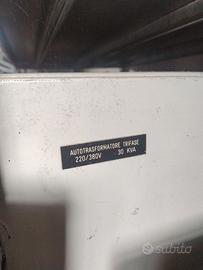 AUTOTRASFORMATORE TRIFASE
220/380V 30 KVA
subito